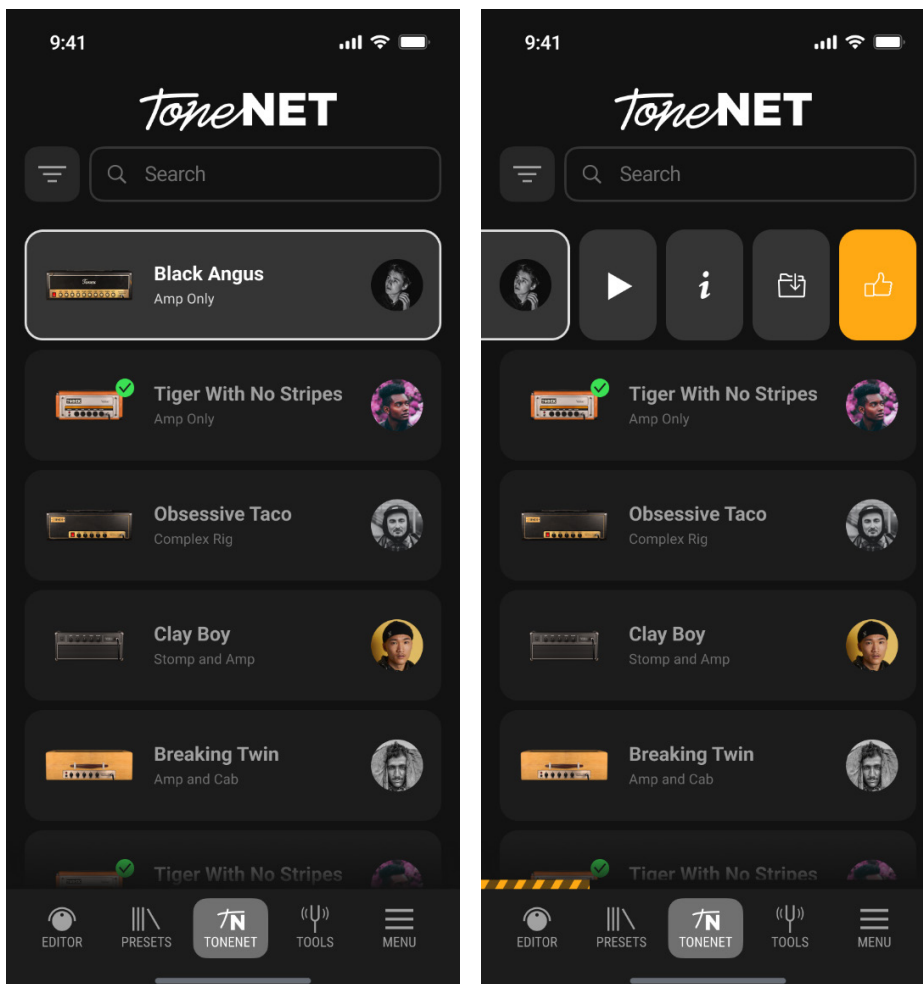 9:41
ToneNET
Search
Black Angus
Amp Only
Tiger With No Stripes
Amp Only
Obsessive Taco
Complex Rig
Clay Boy
Stomp and Amp
Breaking Twin
Amp and Cab
Tiger With No Stripes
TN
EDITOR PRESETS TONENET TOOLS MENU
9:41
ToneNET
Search
i
Tiger With No Stripes
Amp Only
Obsessive Taco
Complex Rig
Clay Boy
Stomp and Amp
Breaking Twin
Amp and Cab
Tiger With No Stripes
TN
EDITOR PRESETS TONENET TOOLS MENU